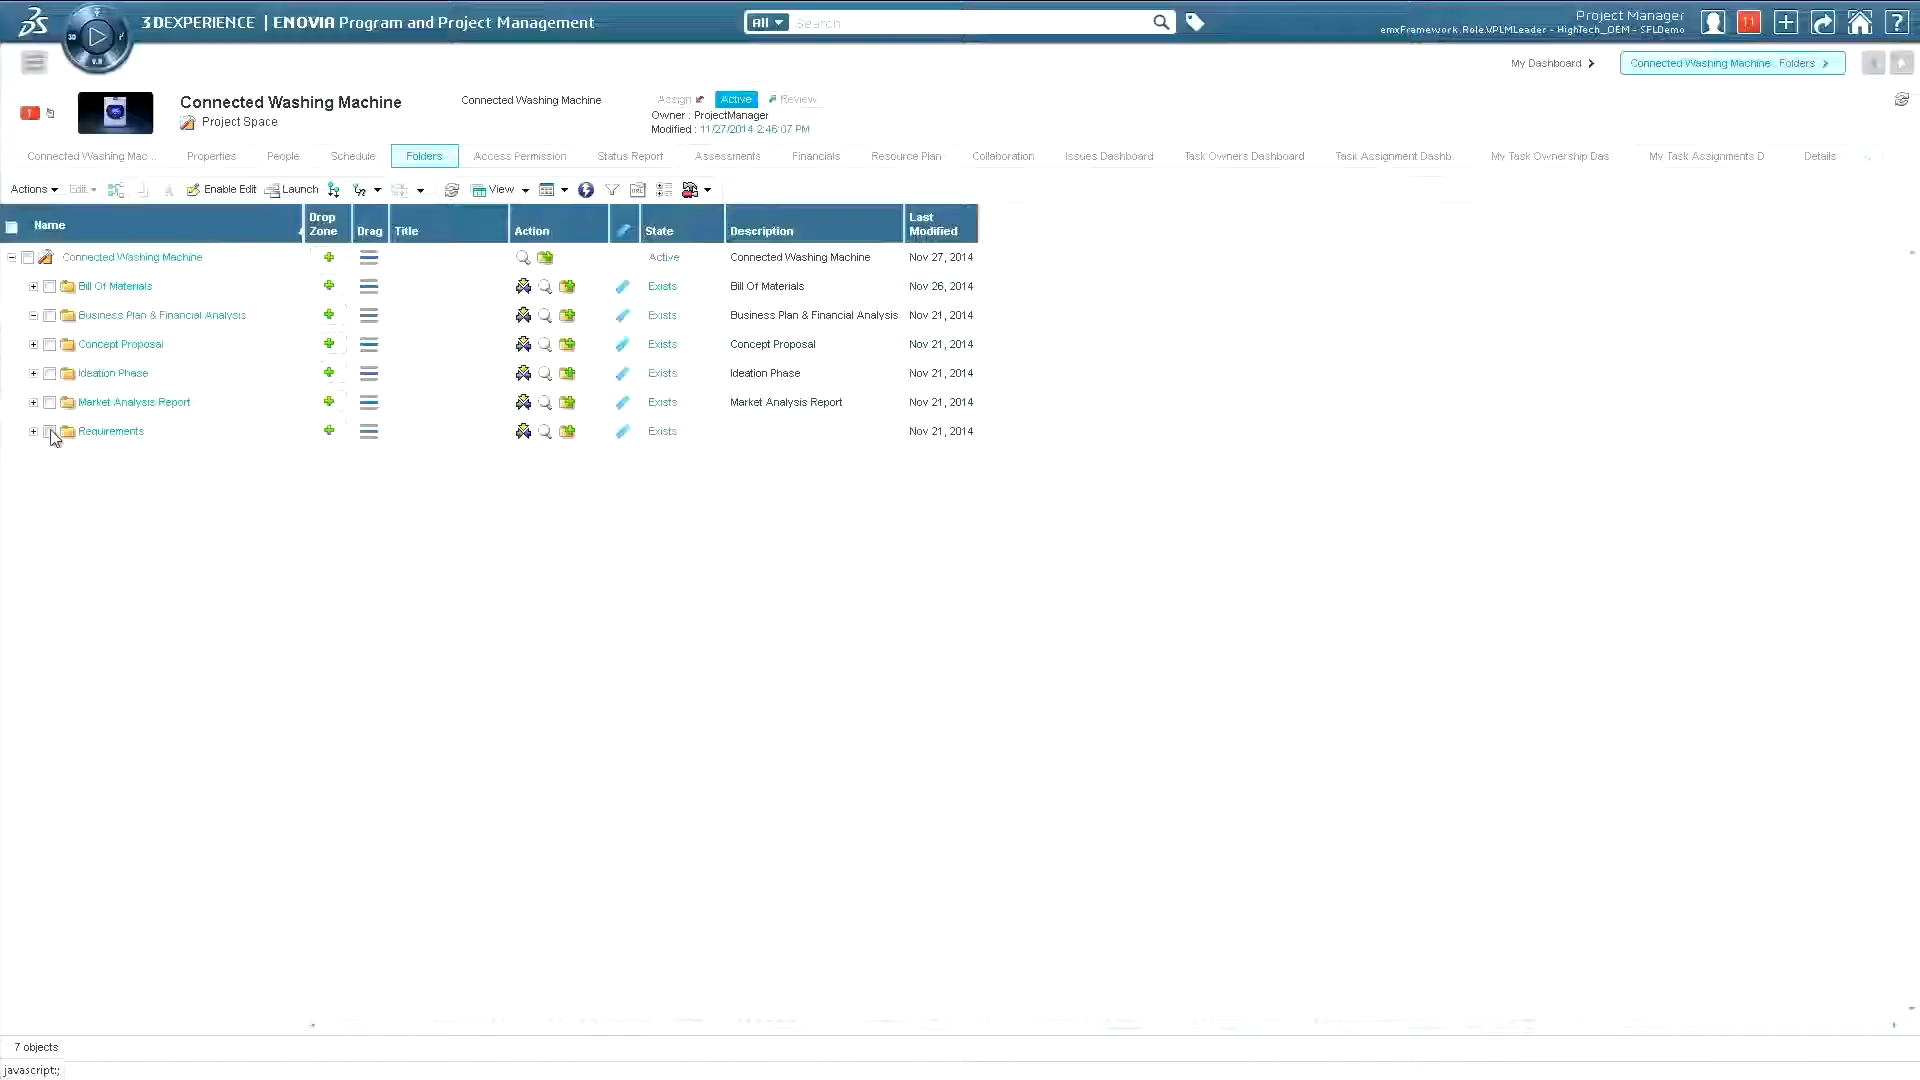 3DEXPERIENCE | ENOVIA Program and Project Management
All Search
Project Manager
emxFramework.Role.VPLMLeader - HighTech_OEM - SFLDemo
11
My Dashboard
Connected Washing Machine : Folders
1
Connected Washing Machine
Project Space
Connected Washing Machine
Assign Active Review
Owner : ProjectManager
Modified : 11/27/2014 2:46:07 PM
Connected Washing Mac... Properties People Schedule Folders Access Permission Status Report Assessments Financials Resource Plan Collaboration Issues Dashboard Task Owners Dashboard Task Assignment Dashb. My Task Ownership Das My Task Assignments D Details
Actions Edit Enable Edit Launch View
Name Drop Zone Drag Title Action State Description Last Modified
Connected Washing Machine Active Connected Washing Machine Nov 27, 2014
Bill Of Materials Exists Bill Of Materials Nov 26, 2014
Business Plan & Financial Analysis Exists Business Plan & Financial Analysis Nov 21, 2014
Concept Proposal Exists Concept Proposal Nov 21, 2014
Ideation Phase Exists Ideation Phase Nov 21, 2014
Market Analysis Report Exists Market Analysis Report Nov 21, 2014
Requirements Exists Nov 21, 2014
7 objects
javascript:;